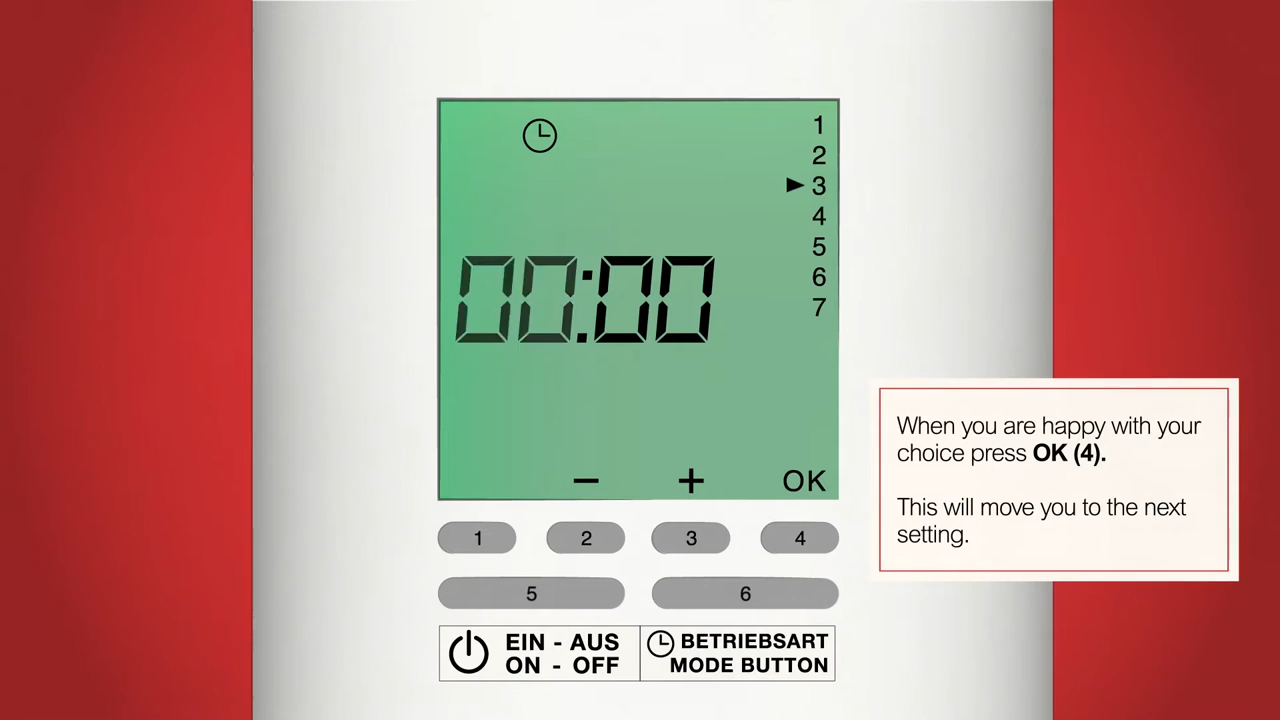 1
2
3
4
5
6
7
00:00
− + OK
When you are happy with your
choice press OK (4).
This will move you to the next
setting.
1 2 3 4
5 6
EIN - AUS
ON - OFF
BETRIEBSART
MODE BUTTON